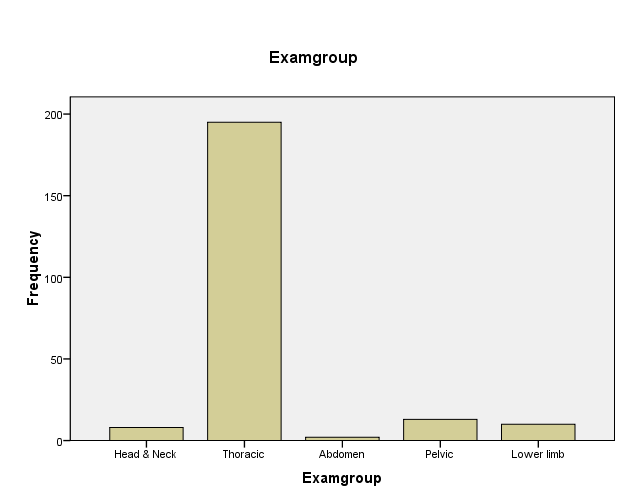 Examgroup
Frequency
200
150
100
50
0
Head & Neck
Thoracic
Abdomen
Pelvic
Lower limb
Examgroup